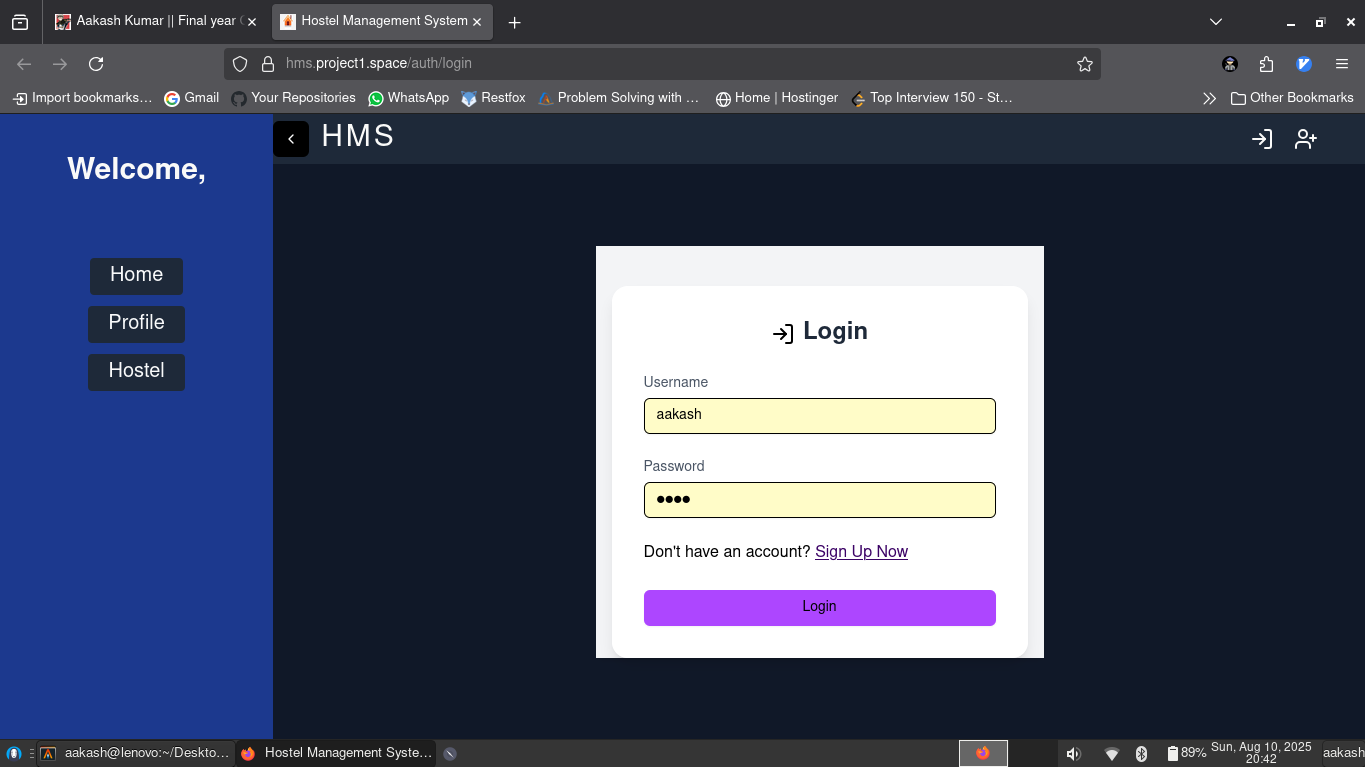 Aakash Kumar || Final year
Hostel Management System
hms.project1.space/auth/login
Import bookmarks…
Gmail
Your Repositories
WhatsApp
Restfox
Problem Solving with …
Home | Hostinger
Top Interview 150 - St…
Other Bookmarks
Welcome,
Home
Profile
Hostel
HMS
Login
Username
aakash
Password
Don't have an account? Sign Up Now
Login
aakash@lenovo:~/Deskto…
Hostel Management Syste…
89%
Sun, Aug 10, 2025
20:42
aakash